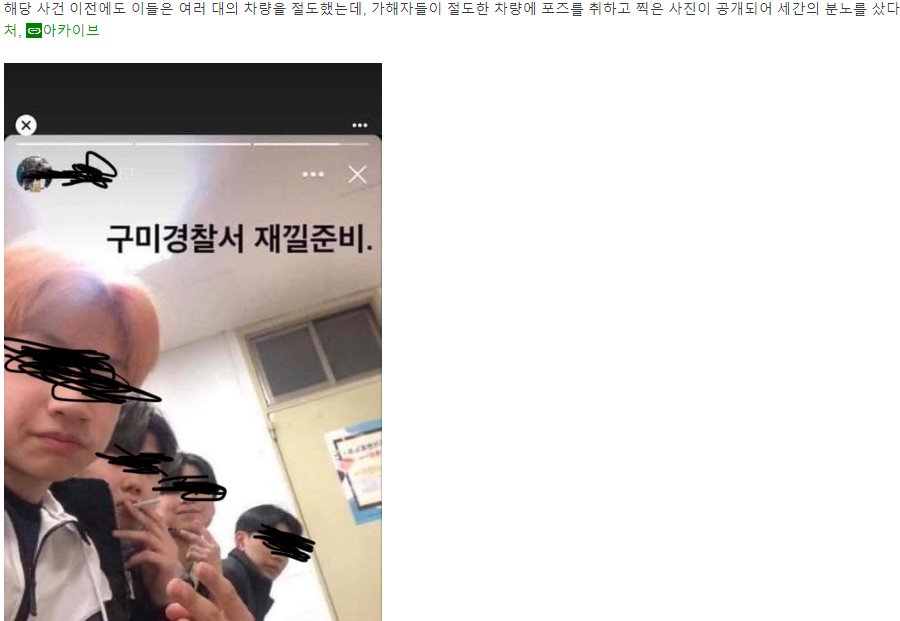 해당 사건 이전에도 이들은 여러 대의 차량을 절도했는데, 가해자들이 절도한 차량에 포즈를 취하고 찍은 사진이 공개되어 세간의 분노를 샀다
처, 아카이브
구미경찰서 재낄준비.